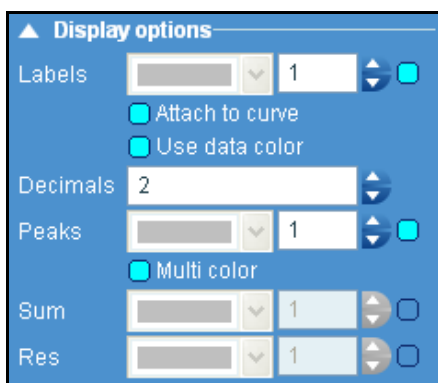 Display options
Labels 1
Attach to curve
Use data color
Decimals 2
Peaks 1
Multi color
Sum 1
Res 1